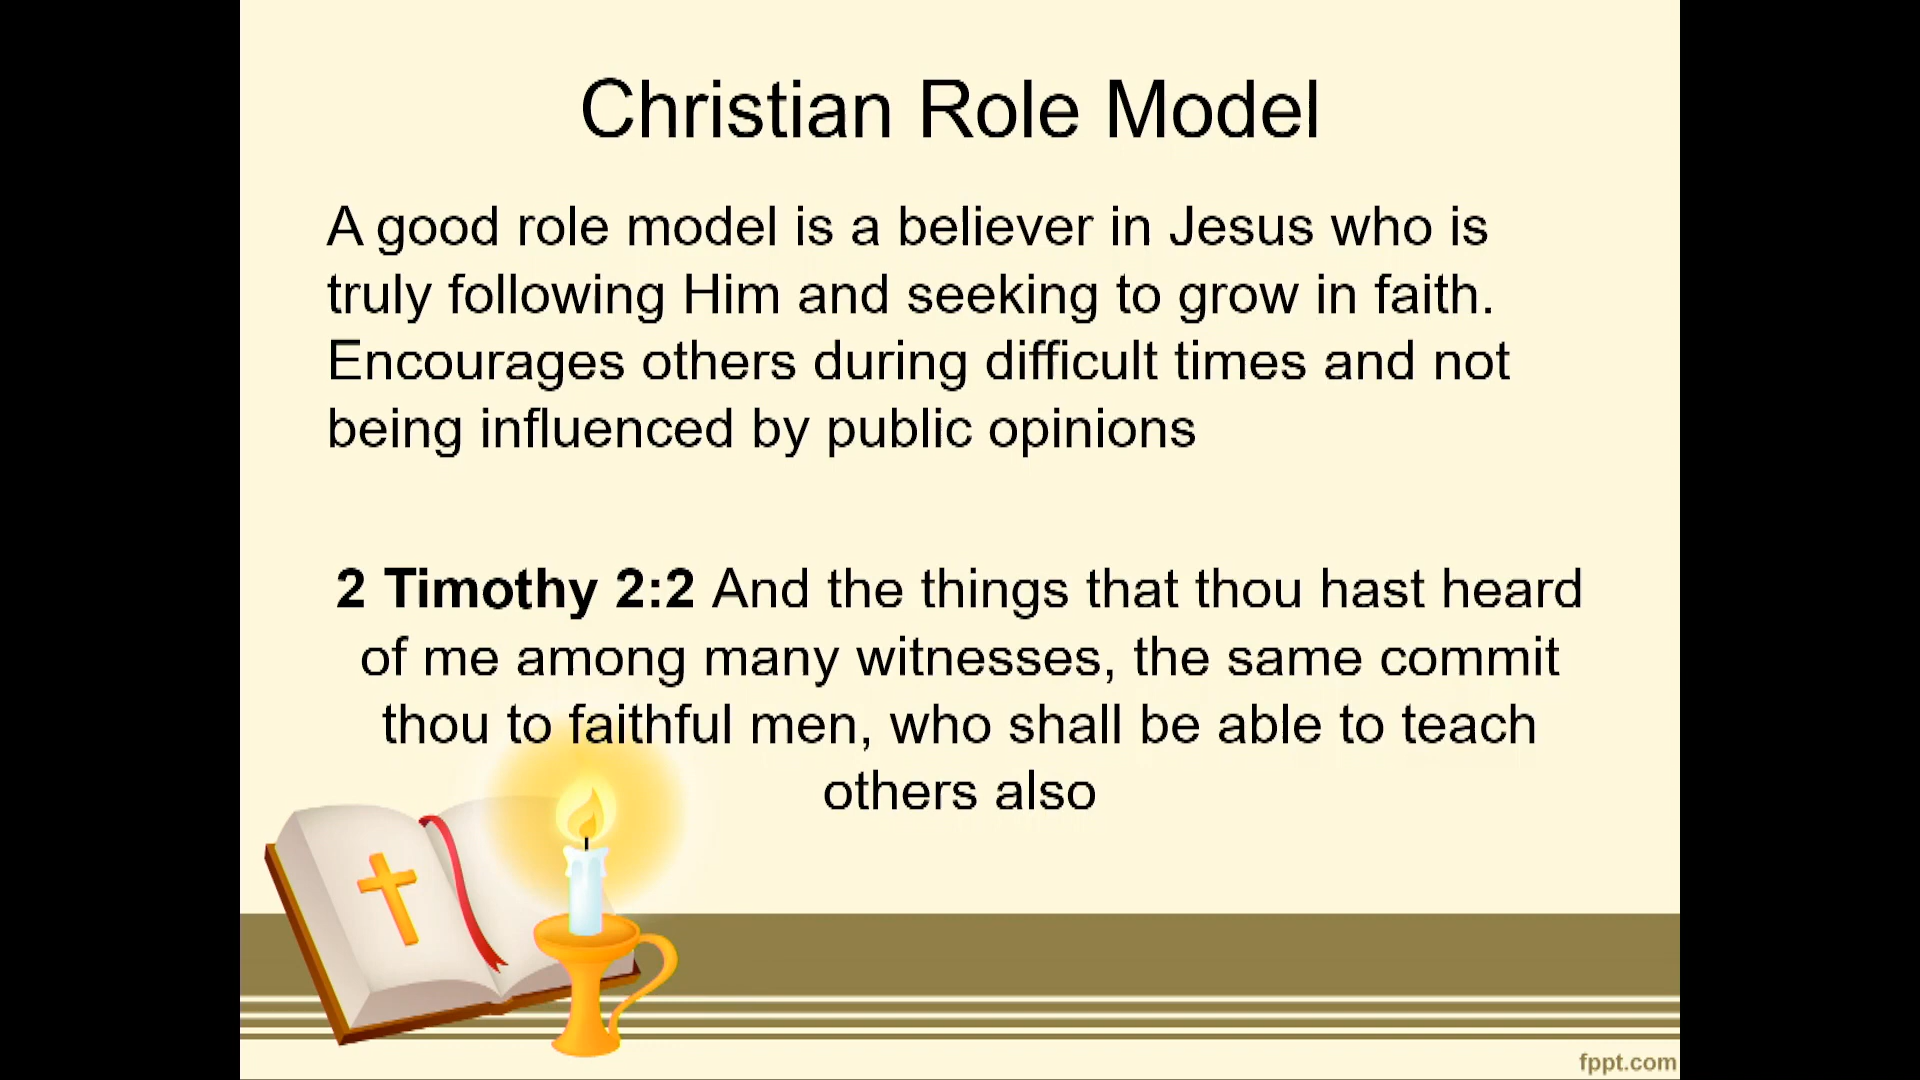 Christian Role Model
A good role model is a believer in Jesus who is
truly following Him and seeking to grow in faith.
Encourages others during difficult times and not
being influenced by public opinions
2 Timothy 2:2 And the things that thou hast heard
of me among many witnesses, the same commit
thou to faithful men, who shall be able to teach
others also
fppt.com